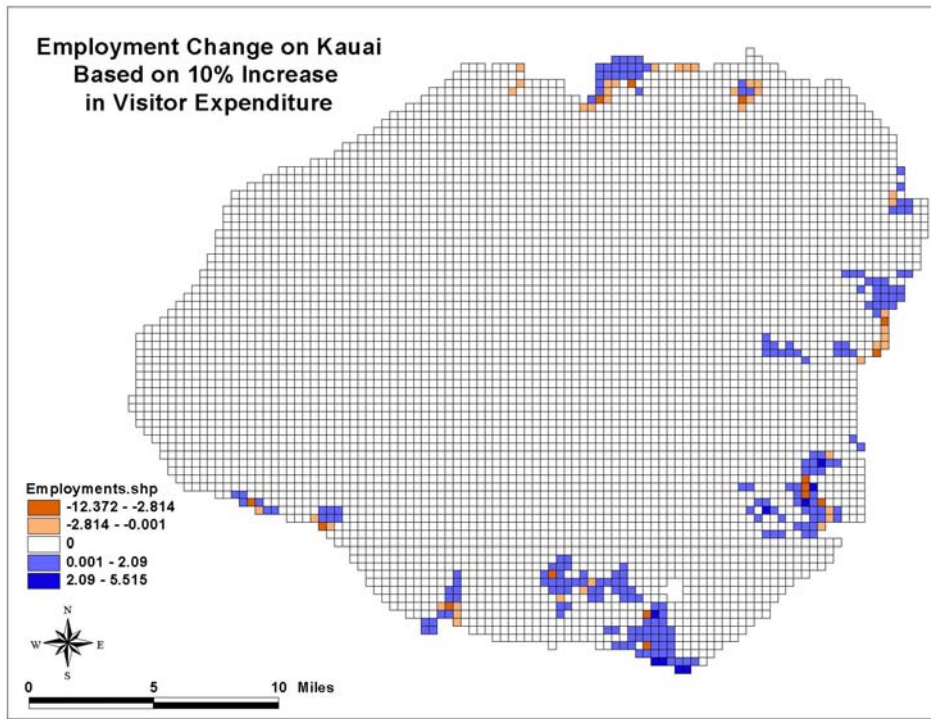 Employment Change on Kauai
Based on 10% Increase
in Visitor Expenditure
Employments.shp
-12.372 - -2.814
-2.814 - -0.001
0
0.001 - 2.09
2.09 - 5.515
N
W E
S
0 5 10 Miles